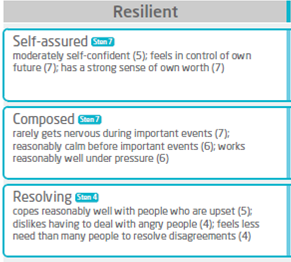 Resilient
Self-assured Sten 7
moderately self-confident (5); feels in control of own
future (7); has a strong sense of own worth (7)
Composed Sten 7
rarely gets nervous during important events (7);
reasonably calm before important events (6); works
reasonably well under pressure (6)
Resolving Sten 4
copes reasonably well with people who are upset (5);
dislikes having to deal with angry people (4); feels less
need than many people to resolve disagreements (4)